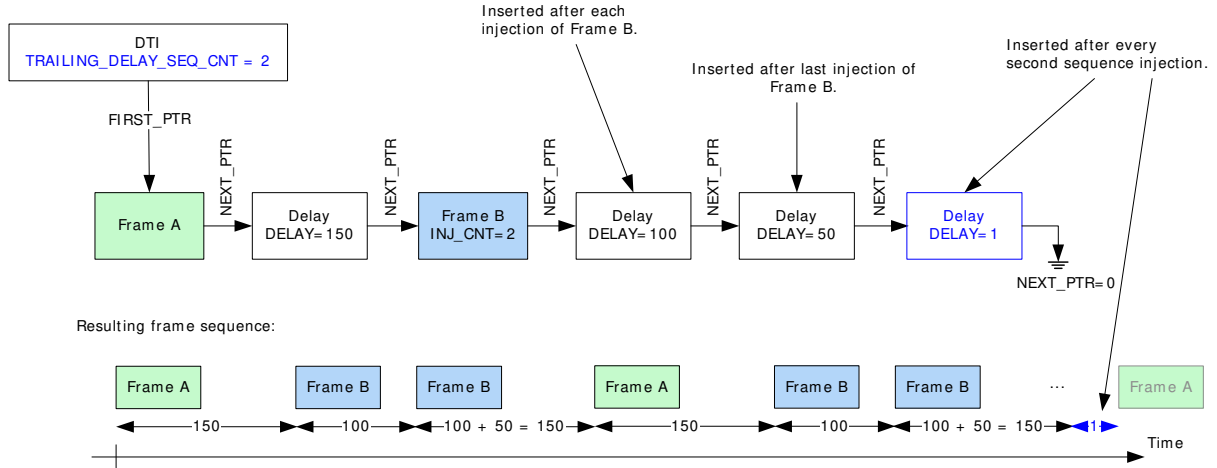 Inserted after each
injection of Frame B.
DTI
TRAILING_DELAY_SEQ_CNT = 2
Inserted after every
second sequence injection.
Inserted after last injection of
Frame B.
FIRST_PTR
NEXT_PTR
NEXT_PTR
NEXT_PTR
NEXT_PTR
NEXT_PTR
Frame A
Delay
DELAY=150
Frame B
INJ_CNT=2
Delay
DELAY=100
Delay
DELAY=50
Delay
DELAY=1
NEXT_PTR=0
Resulting frame sequence:
Frame A
Frame B
Frame B
Frame A
Frame B
Frame B
...
Frame A
150
100
100 + 50 = 150
150
100
100 + 50 = 150
1
Time